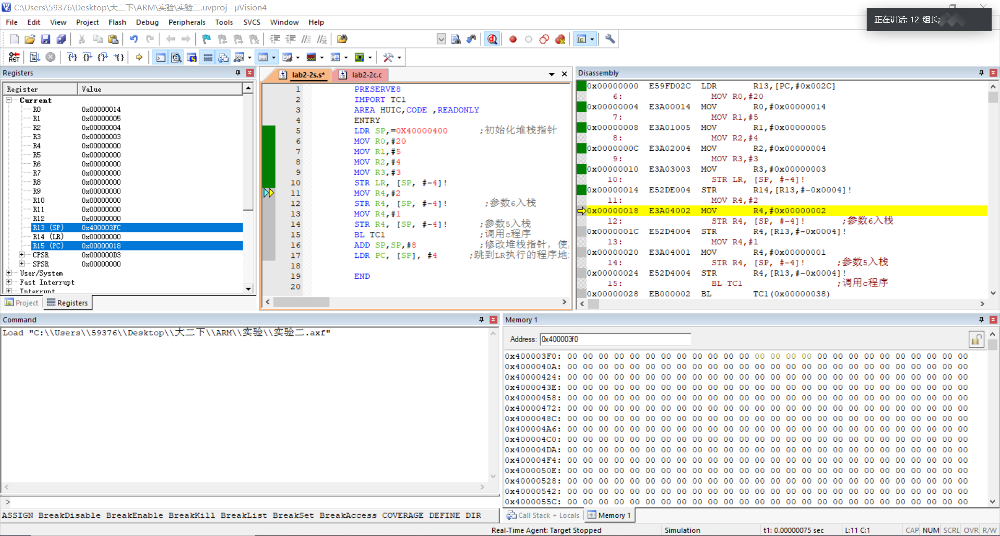 C:\Users\59376\Desktop\大二下\ARM\实验\实验二.uvproj - µVision4
正在讲话: 12-组长;
File Edit View Project Flash Debug Peripherals Tools SVCS Window Help
Registers
Register Value
Current
R0 0x00000014
R1 0x00000005
R2 0x00000004
R3 0x00000003
R4 0x00000000
R5 0x00000000
R6 0x00000000
R7 0x00000000
R8 0x00000000
R9 0x00000000
R10 0x00000000
R11 0x00000000
R12 0x00000000
R13 (SP) 0x400003FC
R14 (LR) 0x00000000
R15 (PC) 0x00000018
CPSR 0x000000D3
SPSR 0x00000000
User/System
Fast Interrupt
Interrupt
Project Registers
lab2-2s.s* lab2-2c.c
1 PRESERVE8
2 IMPORT TC1
3 AREA HUIC,CODE ,READONLY
4 ENTRY
5 LDR SP,=0X40000400 ;初始化堆栈指针
6 MOV R0,#20
7 MOV R1,#5
8 MOV R2,#4
9 MOV R3,#3
10 STR LR, [SP, #-4]!
11 MOV R4,#2
12 STR R4, [SP, #-4]! ;参数6入栈
13 MOV R4,#1
14 STR R4, [SP, #-4]! ;参数5入栈
15 BL TC1 ;调用c程序
16 ADD SP,SP,#8 ;修改堆栈指针，使
17 LDR PC, [SP], #4 ;跳到LR执行的程序地
18
19 END
20
Disassembly
0x00000000 E59FD02C LDR R13,[PC,#0x002C]
6: MOV R0,#20
0x00000004 E3A00014 MOV R0,#0x00000014
7: MOV R1,#5
0x00000008 E3A01005 MOV R1,#0x00000005
8: MOV R2,#4
0x0000000C E3A02004 MOV R2,#0x00000004
9: MOV R3,#3
0x00000010 E3A03003 MOV R3,#0x00000003
10: STR LR, [SP, #-4]!
0x00000014 E52DE004 STR R14,[R13,#-0x0004]!
11: MOV R4,#2
0x00000018 E3A04002 MOV R4,#0x00000002
12: STR R4, [SP, #-4]! ;参数6入栈
0x0000001C E52D4004 STR R4,[R13,#-0x0004]!
13: MOV R4,#1
0x00000020 E3A04001 MOV R4,#0x00000001
14: STR R4, [SP, #-4]! ;参数5入栈
0x00000024 E52D4004 STR R4,[R13,#-0x0004]!
15: BL TC1 ;调用c程序
0x00000028 EB000002 BL TC1(0x00000038)
Command
Load "C:\\Users\\59376\\Desktop\\大二下\\ARM\\实验\\实验二.axf"
>
ASSIGN BreakDisable BreakEnable BreakKill BreakList BreakSet BreakAccess COVERAGE DEFINE DIR
Memory 1
Address: 0x400003f0
0x400003F0: 00 00 00 00 00 00 00 00 00 00 00 00 00 00 00 00 00 00 00 00 00 00 00 00 00 00
0x4000040A: 00 00 00 00 00 00 00 00 00 00 00 00 00 00 00 00 00 00 00 00 00 00 00 00 00 00
0x40000424: 00 00 00 00 00 00 00 00 00 00 00 00 00 00 00 00 00 00 00 00 00 00 00 00 00 00
0x4000043E: 00 00 00 00 00 00 00 00 00 00 00 00 00 00 00 00 00 00 00 00 00 00 00 00 00 00
0x40000458: 00 00 00 00 00 00 00 00 00 00 00 00 00 00 00 00 00 00 00 00 00 00 00 00 00 00
0x40000472: 00 00 00 00 00 00 00 00 00 00 00 00 00 00 00 00 00 00 00 00 00 00 00 00 00 00
0x4000048C: 00 00 00 00 00 00 00 00 00 00 00 00 00 00 00 00 00 00 00 00 00 00 00 00 00 00
0x400004A6: 00 00 00 00 00 00 00 00 00 00 00 00 00 00 00 00 00 00 00 00 00 00 00 00 00 00
0x400004C0: 00 00 00 00 00 00 00 00 00 00 00 00 00 00 00 00 00 00 00 00 00 00 00 00 00 00
0x400004DA: 00 00 00 00 00 00 00 00 00 00 00 00 00 00 00 00 00 00 00 00 00 00 00 00 00 00
0x400004F4: 00 00 00 00 00 00 00 00 00 00 00 00 00 00 00 00 00 00 00 00 00 00 00 00 00 00
0x4000050E: 00 00 00 00 00 00 00 00 00 00 00 00 00 00 00 00 00 00 00 00 00 00 00 00 00 00
0x40000528: 00 00 00 00 00 00 00 00 00 00 00 00 00 00 00 00 00 00 00 00 00 00 00 00 00 00
0x40000542: 00 00 00 00 00 00 00 00 00 00 00 00 00 00 00 00 00 00 00 00 00 00 00 00 00 00
0x4000055C: 00 00 00 00 00 00 00 00 00 00 00 00 00 00 00 00 00 00 00 00 00 00 00 00 00 00
Call Stack + Locals Memory 1
Real-Time Agent: Target Stopped Simulation t1: 0.00000075 sec L:11 C:1 CAP NUM SCRL OVR R/W